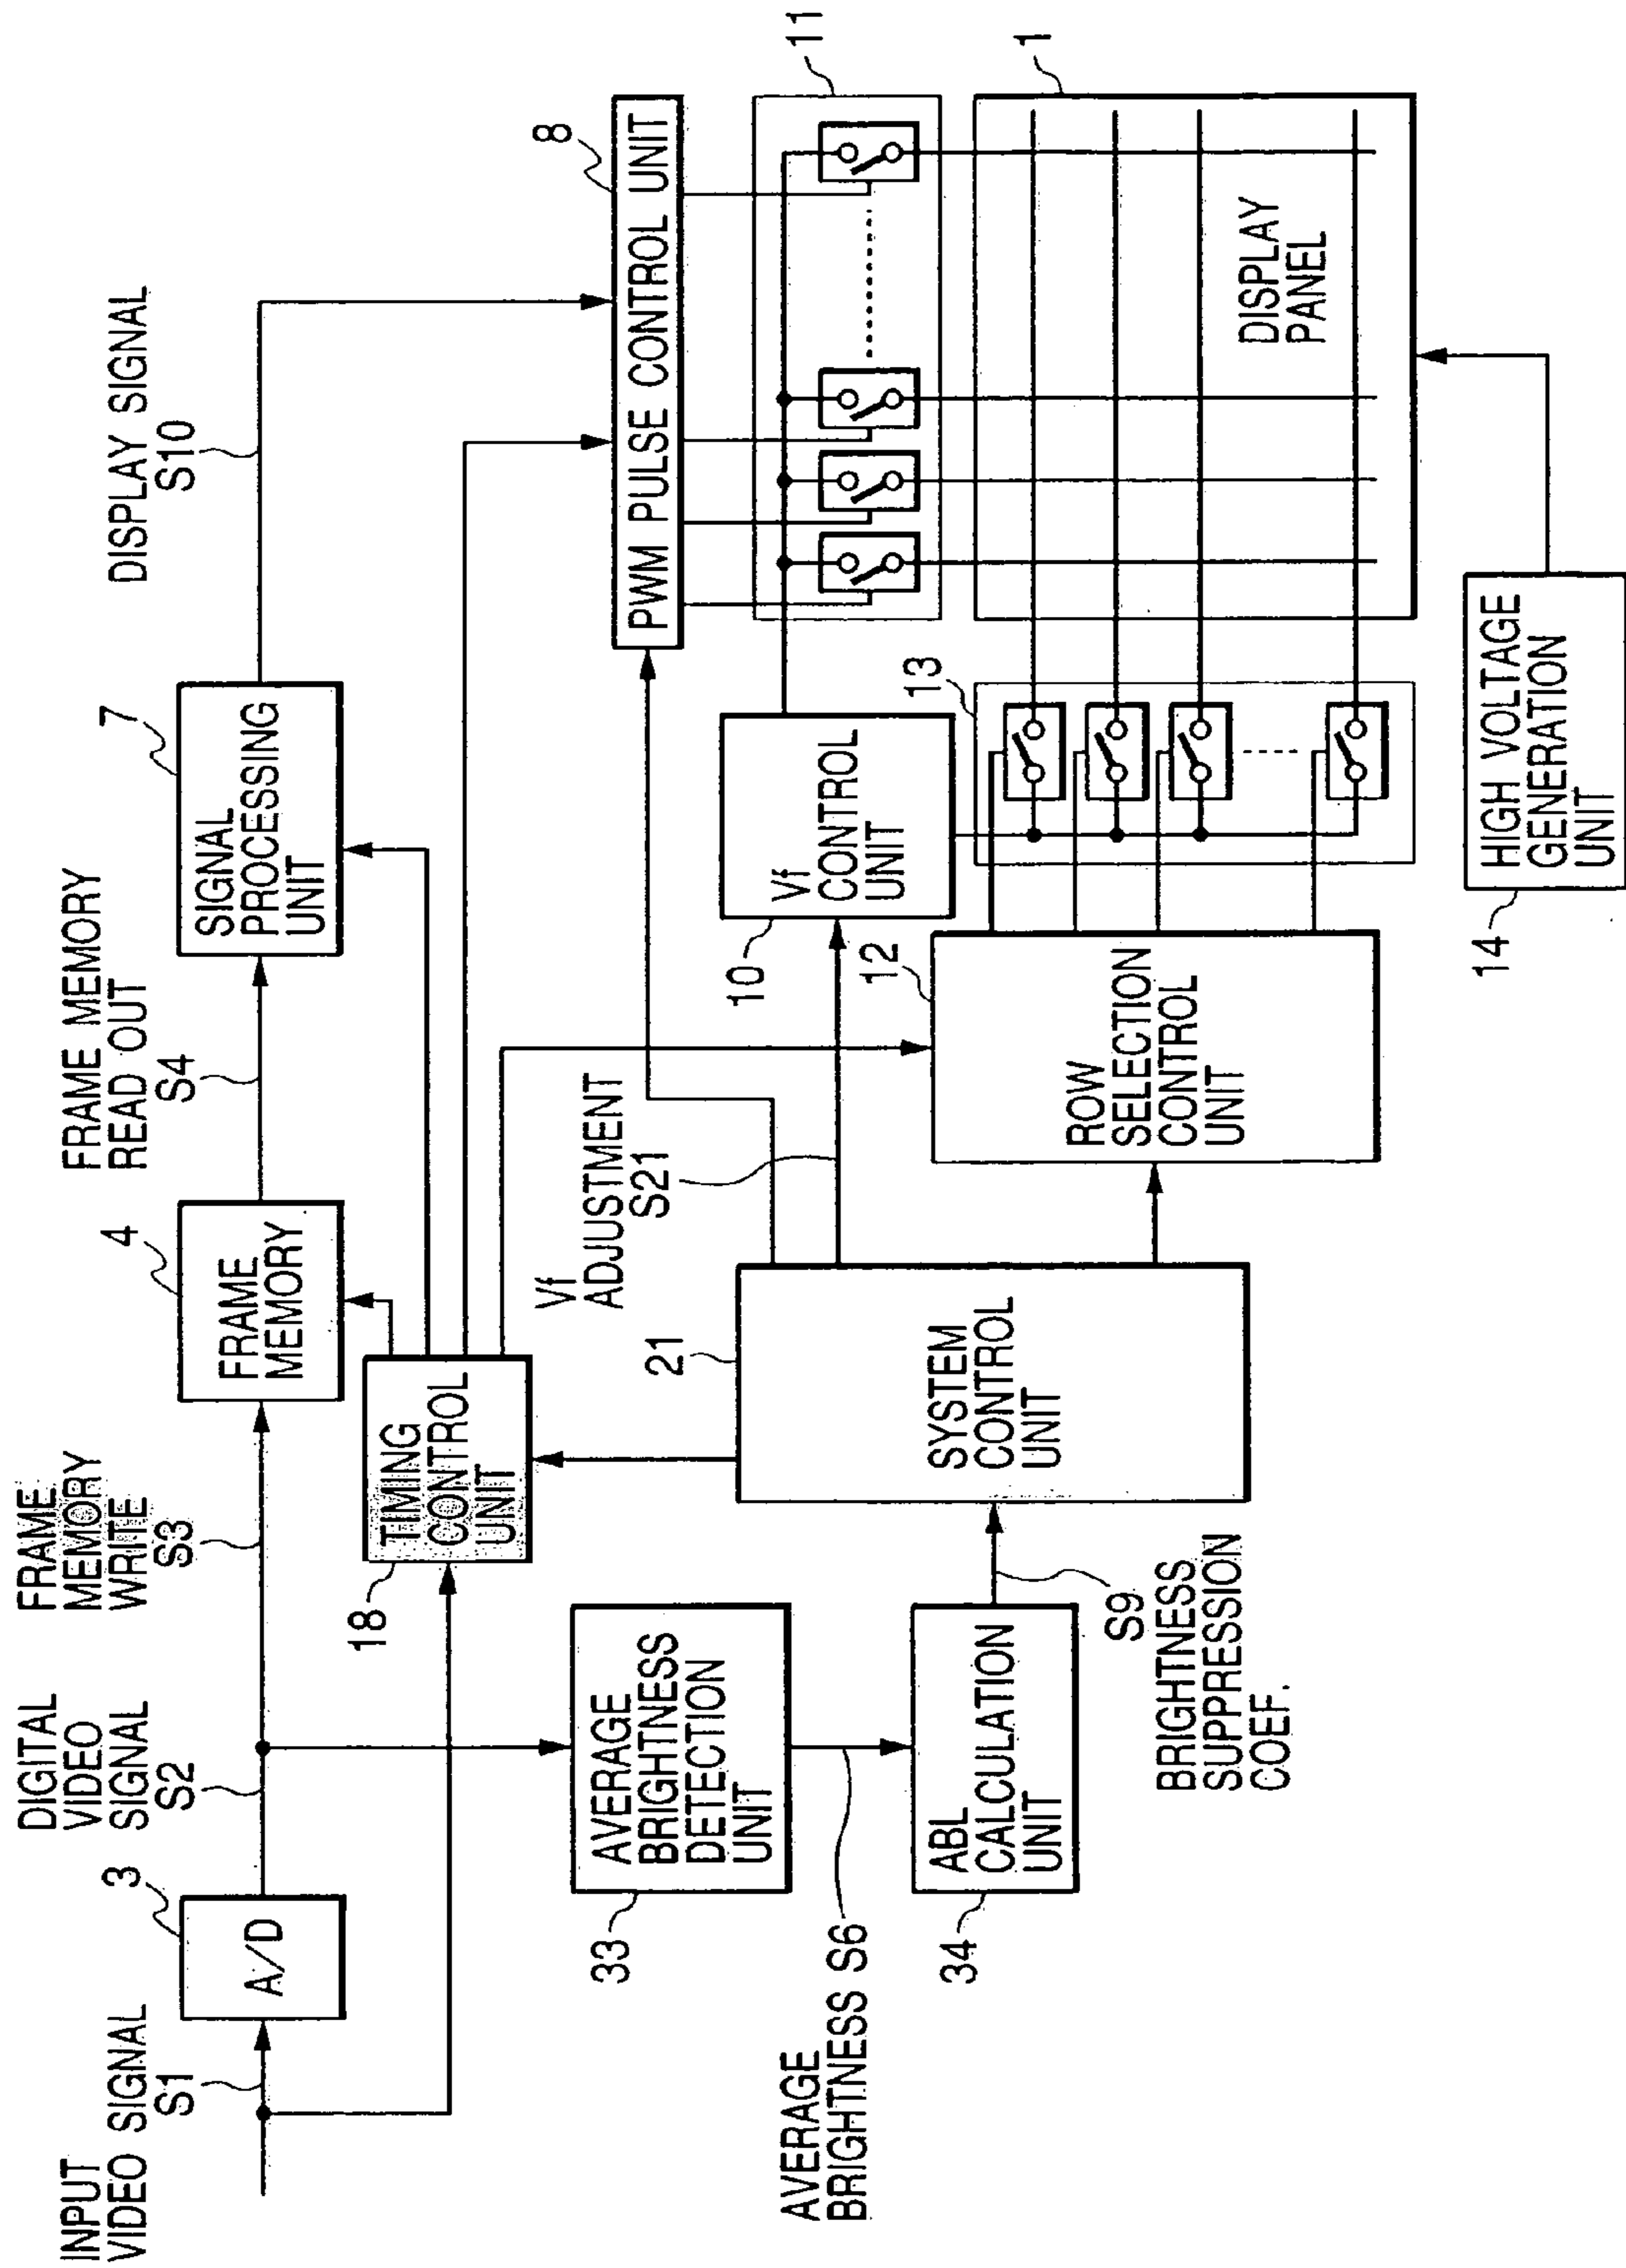 INPUT
VIDEO SIGNAL
S1
3
A/D
DIGITAL
VIDEO
SIGNAL
S2
FRAME
MEMORY
WRITE
S3
4
FRAME
MEMORY
FRAME MEMORY
READ OUT
S4
7
SIGNAL
PROCESSING
UNIT
DISPLAY SIGNAL
S10
18
TIMING
CONTROL
UNIT
8
PWM PULSE CONTROL UNIT
11
33
AVERAGE
BRIGHTNESS
DETECTION
UNIT
AVERAGE
BRIGHTNESS S6
34
ABL
CALCULATION
UNIT
S9
BRIGHTNESS
SUPPRESSION
COEF.
21
SYSTEM
CONTROL
UNIT
Vf
ADJUSTMENT
S21
10
Vf
CONTROL
UNIT
12
ROW
SELECTION
CONTROL
UNIT
13
1
DISPLAY
PANEL
14
HIGH VOLTAGE
GENERATION
UNIT